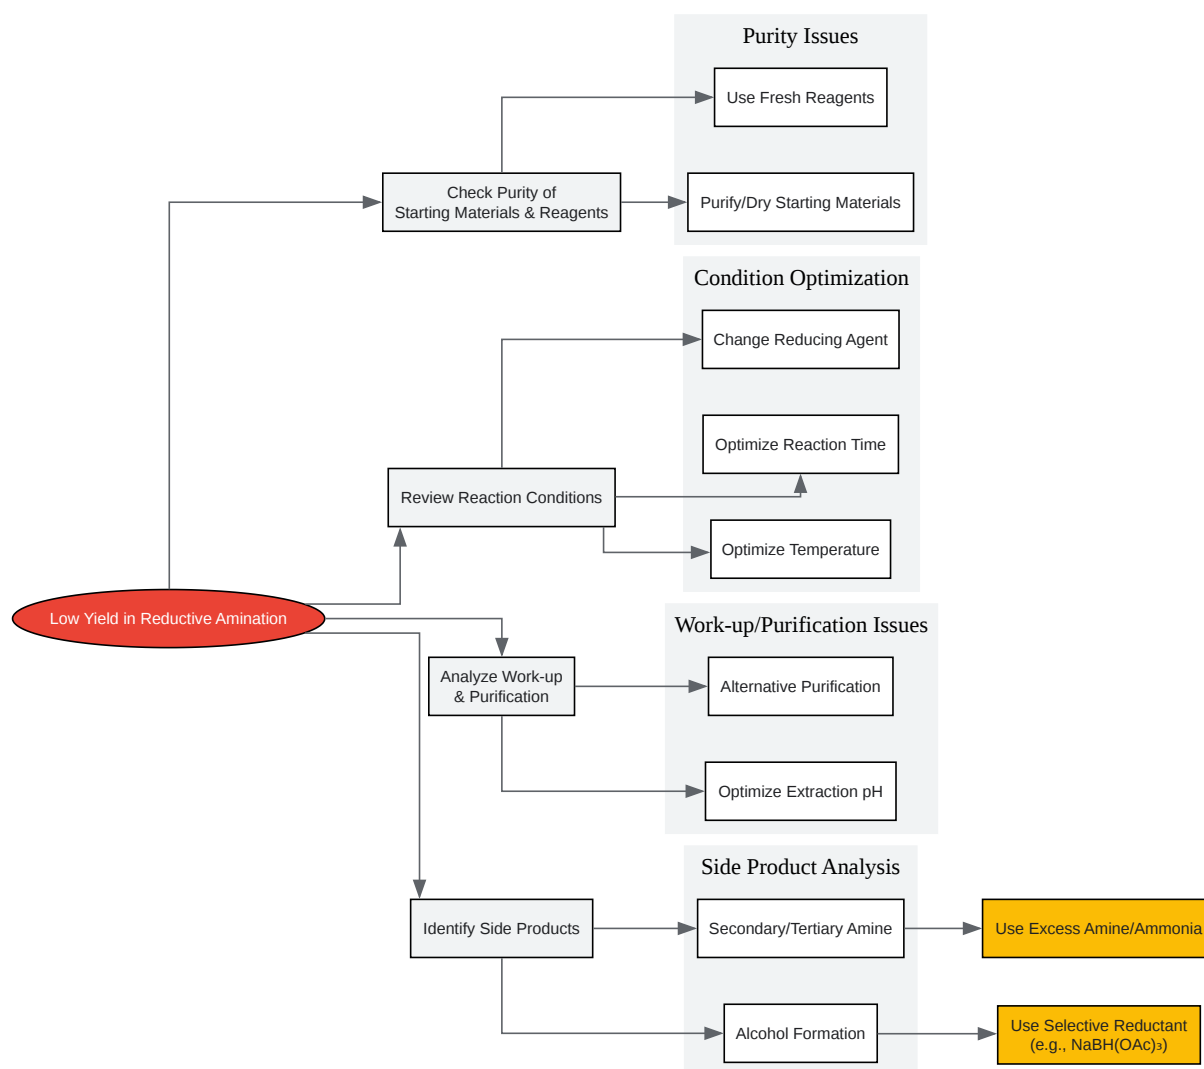 Purity Issues
Use Fresh Reagents
Check Purity of
Starting Materials & Reagents
Purify/Dry Starting Materials
Condition Optimization
Change Reducing Agent
Optimize Reaction Time
Review Reaction Conditions
Optimize Temperature
Low Yield in Reductive Amination
Work-up/Purification Issues
Analyze Work-up
& Purification
Alternative Purification
Optimize Extraction pH
Side Product Analysis
Identify Side Products
Secondary/Tertiary Amine
Use Excess Amine/Ammonia
Alcohol Formation
Use Selective Reductant
(e.g., NaBH(OAc)₃)